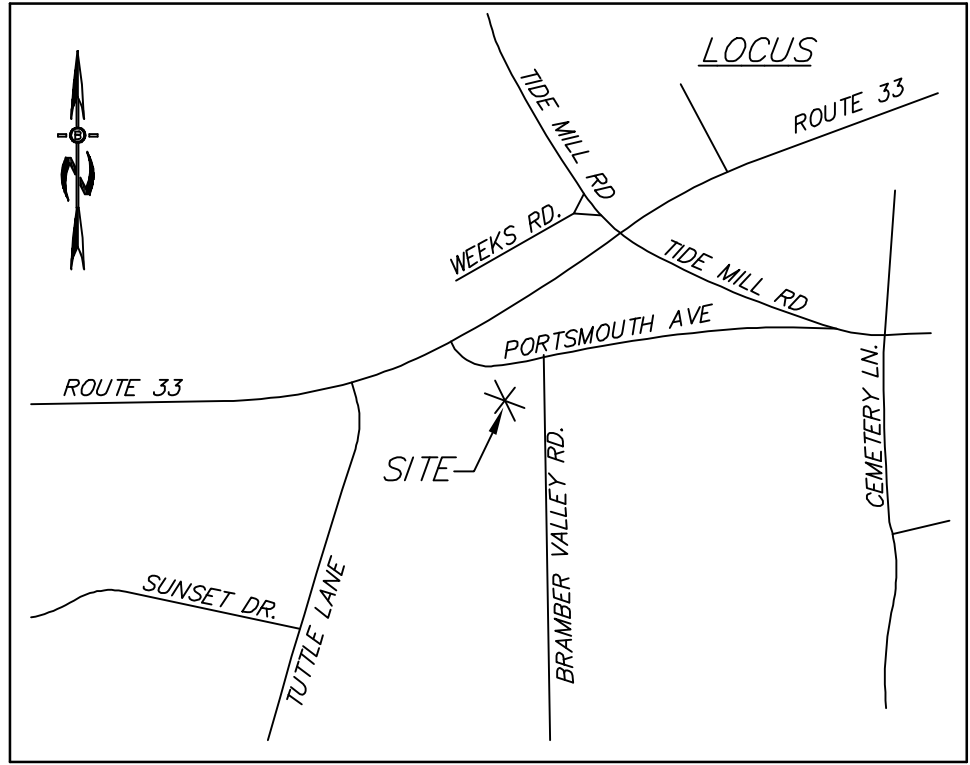 LOCUS
TIDE MILL RD
ROUTE 33
B
N
WEEKS RD.
TIDE MILL RD
PORTSMOUTH AVE
ROUTE 33
CEMETERY LN.
SITE
BRAMBER VALLEY RD.
SUNSET DR.
TUTTLE LANE